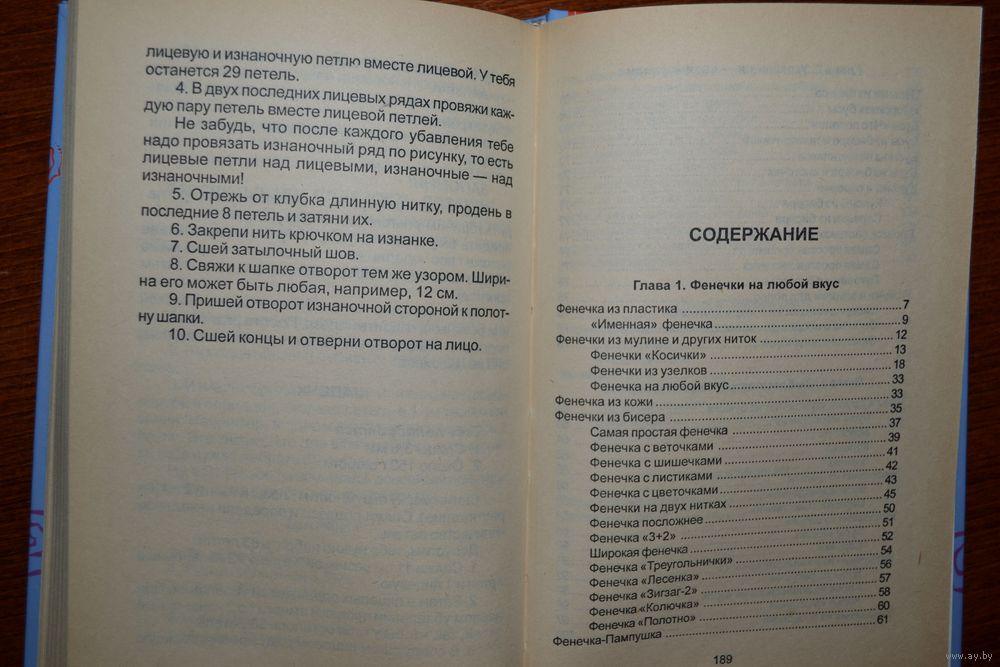 лицевую и изнаночную петлю вместе лицевой. У тебя
останется 29 петель.
4. В двух последних лицевых рядах провяжи каж-
дую пару петель вместе лицевой петлей.
Не забудь, что после каждого убавления тебе
надо провязать изнаночный ряд по рисунку, то есть
лицевые петли над лицевыми, изнаночные — над
изнаночными!
5. Отрежь от клубка длинную нитку, продень в
последние 8 петель и затяни их.
6. Закрепи нить крючком на изнанке.
7. Сшей затылочный шов.
8. Свяжи к шапке отворот тем же узором. Шири-
на его может быть любая, например, 12 см.
9. Пришей отворот изнаночной стороной к полот-
ну шапки.
10. Сшей концы и отверни отворот на лицо.
СОДЕРЖАНИЕ
Глава 1. Фенечки на любой вкус
Фенечка из пластика 7
«Именная» фенечка 9
Фенечки из мулине и других ниток 12
Фенечки «Косички» 13
Фенечки из узелков 18
Фенечка на любой вкус 33
Фенечка из кожи 33
Фенечки из бисера 35
Самая простая фенечка 37
Фенечка с веточками 39
Фенечка с шишечками 41
Фенечка с листиками 42
Фенечка с цветочками 43
Фенечки на двух нитках 45
Фенечка посложнее 50
Фенечка «3+2» 51
Широкая фенечка 52
Фенечка «Треугольнички» 54
Фенечка «Лесенка» 56
Фенечка «Зигзаг-2» 57
Фенечка «Колючка» 58
Фенечка «Полотно» 60
Фенечка-Пампушка 61
189
www.ay.by